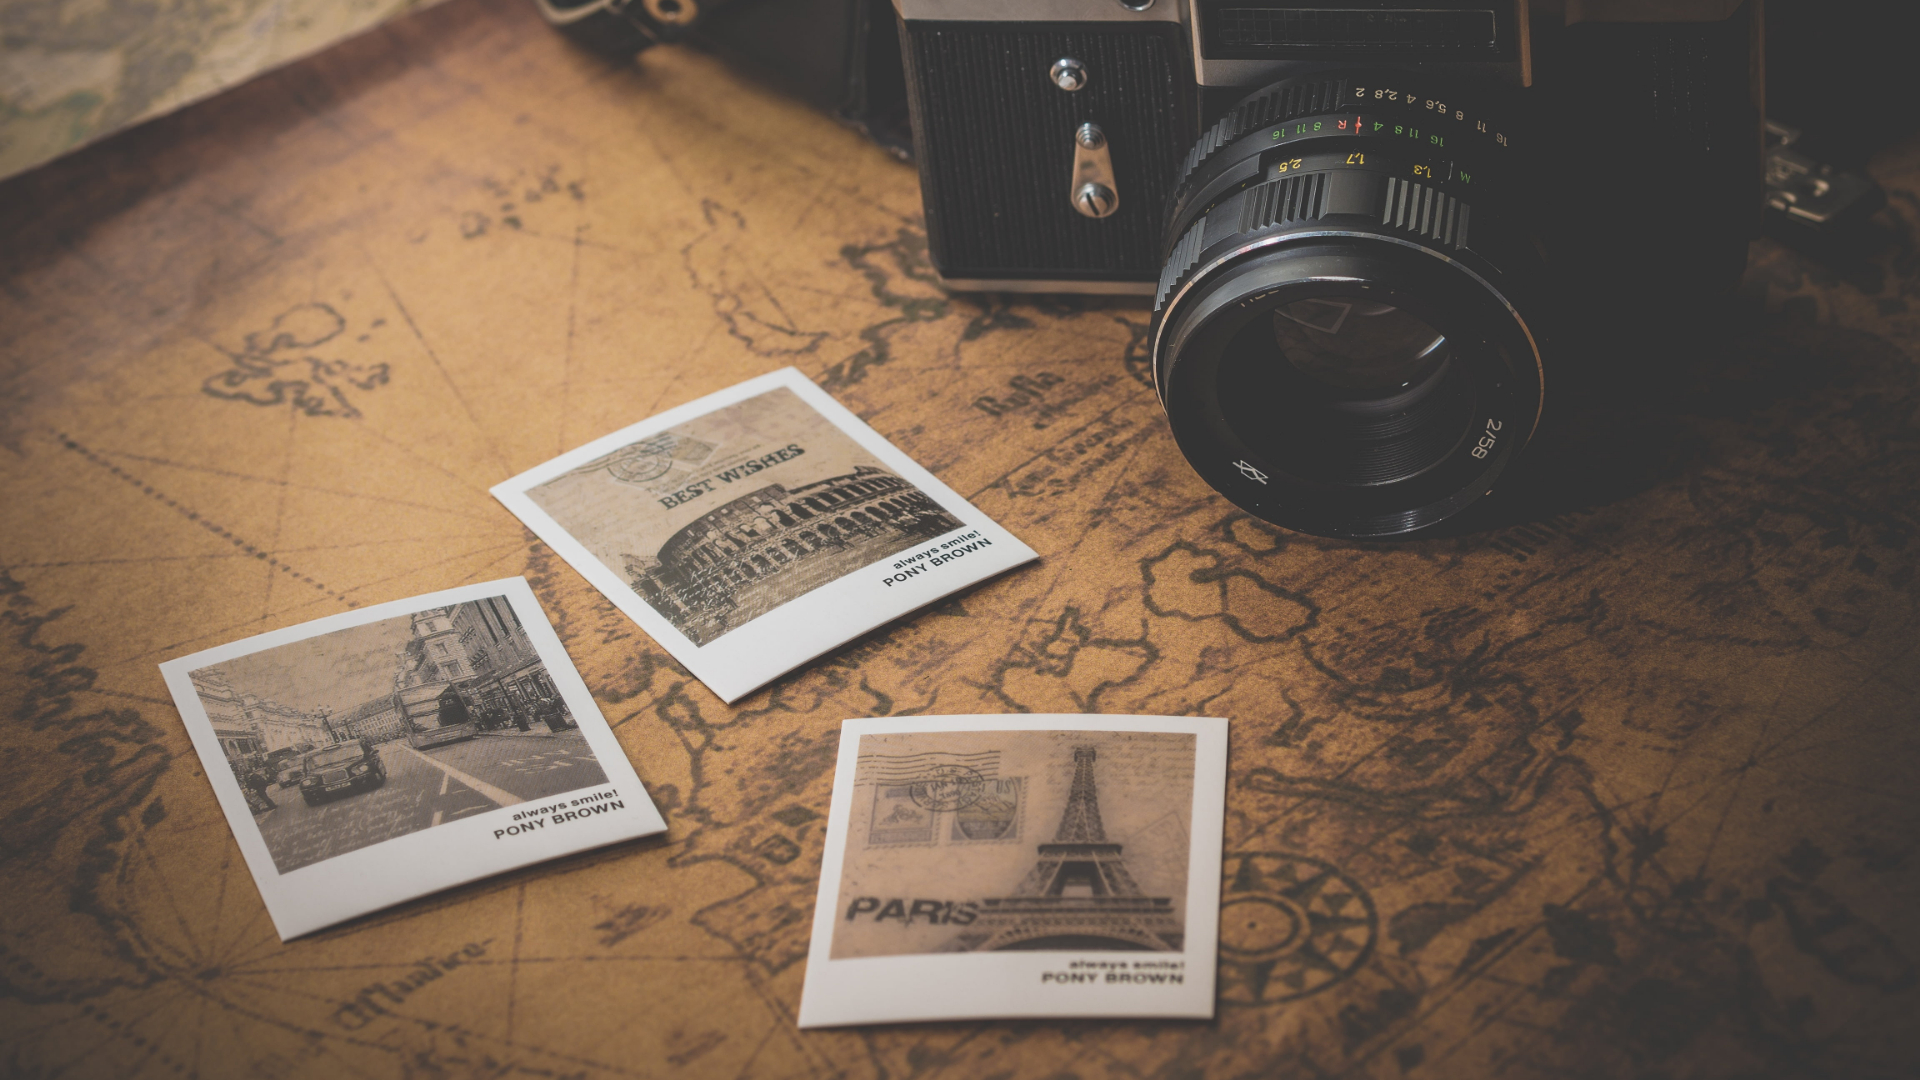 2 2,8 4 5,6 8 11 16
16 11 8 R 4 8 11 16
2,5 1,7 1,3 M
2/58
BEST WISHES
always smile!
PONY BROWN
always smile!
PONY BROWN
PARIS
always smile!
PONY BROWN